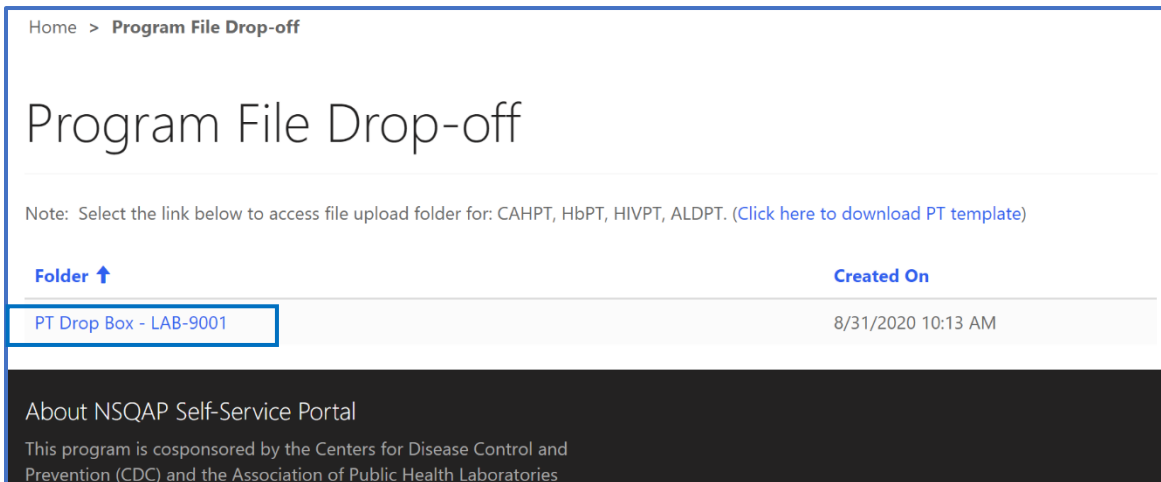 Home > Program File Drop-off
Program File Drop-off
Note: Select the link below to access file upload folder for: CAHPT, HbPT, HIVPT, ALDPT. (Click here to download PT template)
Folder ↑ Created On
PT Drop Box - LAB-9001 8/31/2020 10:13 AM
About NSQAP Self-Service Portal
This program is cosponsored by the Centers for Disease Control and
Prevention (CDC) and the Association of Public Health Laboratories